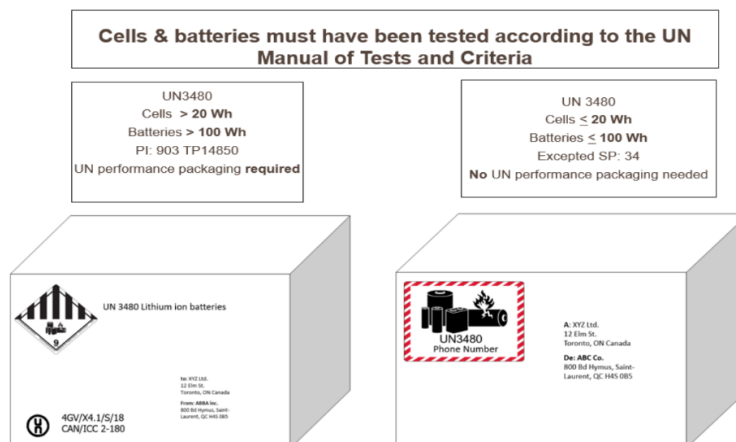 Cells & batteries must have been tested according to the UN
Manual of Tests and Criteria
UN3480
Cells > 20 Wh
Batteries > 100 Wh
PI: 903 TP14850
UN performance packaging required
UN 3480
Cells ≤ 20 Wh
Batteries ≤ 100 Wh
Excepted SP: 34
No UN performance packaging needed
9
UN 3480 Lithium ion batteries
to: XYZ Ltd.
12 Elm St.
Toronto, ON Canada
From: ABBA Inc.
800 Bd Hymus, Saint-
Laurent, QC H4S 0B5
4GV/X4.1/S/18
CAN/ICC 2-180
UN3480
Phone Number
A: XYZ Ltd.
12 Elm St.
Toronto, ON Canada
De: ABC Co.
800 Bd Hymus, Saint-
Laurent, QC H4S 0B5